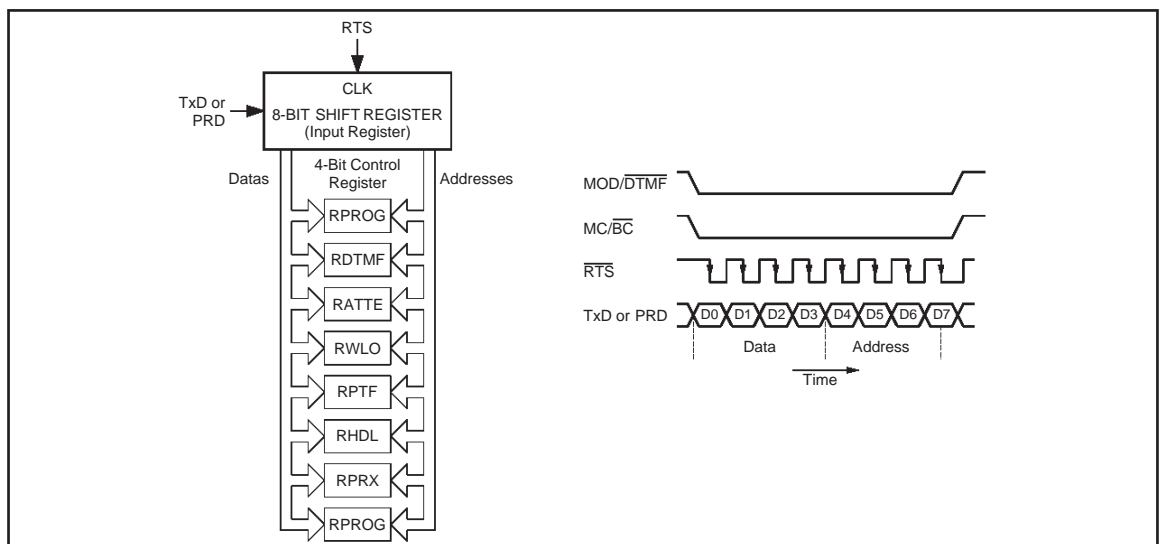 RTS
CLK
TxD or
PRD
8-BIT SHIFT REGISTER
(Input Register)
Datas
4-Bit Control
Register
Addresses
RPROG
RDTMF
RATTE
RWLO
RPTF
RHDL
RPRX
RPROG
MOD/DTMF
MC/BC
RTS
TxD or PRD
D0 D1 D2 D3 D4 D5 D6 D7
Data Address
Time